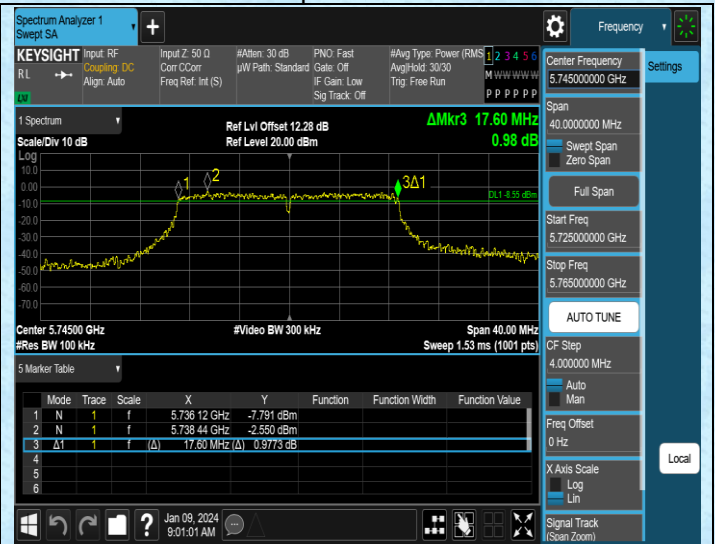 Spectrum Analyzer 1
Swept SA
+
Frequency
KEYSIGHT
RL
LXI
Input: RF
Coupling: DC
Align: Auto
Input Z: 50 Ω
Corr CCorr
Freq Ref: Int (S)
#Atten: 30 dB
µW Path: Standard
PNO: Fast
Gate: Off
IF Gain: Low
Sig Track: Off
#Avg Type: Power (RMS
Avg|Hold: 30/30
Trig: Free Run
1 2 3 4 5 6
M W W W W W
P P P P P P
1 Spectrum
Scale/Div 10 dB
Ref Lvl Offset 12.28 dB
Ref Level 20.00 dBm
ΔMkr3 17.60 MHz
0.98 dB
Log
10.0
0.00
-10.0
-20.0
-30.0
-40.0
-50.0
-60.0
-70.0
1
2
3Δ1
DL1 -8.55 dBm
Center 5.74500 GHz
#Res BW 100 kHz
#Video BW 300 kHz
Span 40.00 MHz
Sweep 1.53 ms (1001 pts)
5 Marker Table
Mode Trace Scale X Y Function Function Width Function Value
1 N 1 f 5.736 12 GHz -7.791 dBm
2 N 1 f 5.738 44 GHz -2.550 dBm
3 Δ1 1 f (Δ) 17.60 MHz (Δ) 0.9773 dB
4
5
6
?
Jan 09, 2024
9:01:01 AM
Center Frequency
5.745000000 GHz
Span
40.0000000 MHz
Swept Span
Zero Span
Full Span
Start Freq
5.725000000 GHz
Stop Freq
5.765000000 GHz
AUTO TUNE
CF Step
4.000000 MHz
Auto
Man
Freq Offset
0 Hz
X Axis Scale
Log
Lin
Signal Track
(Span Zoom)
Settings
Local